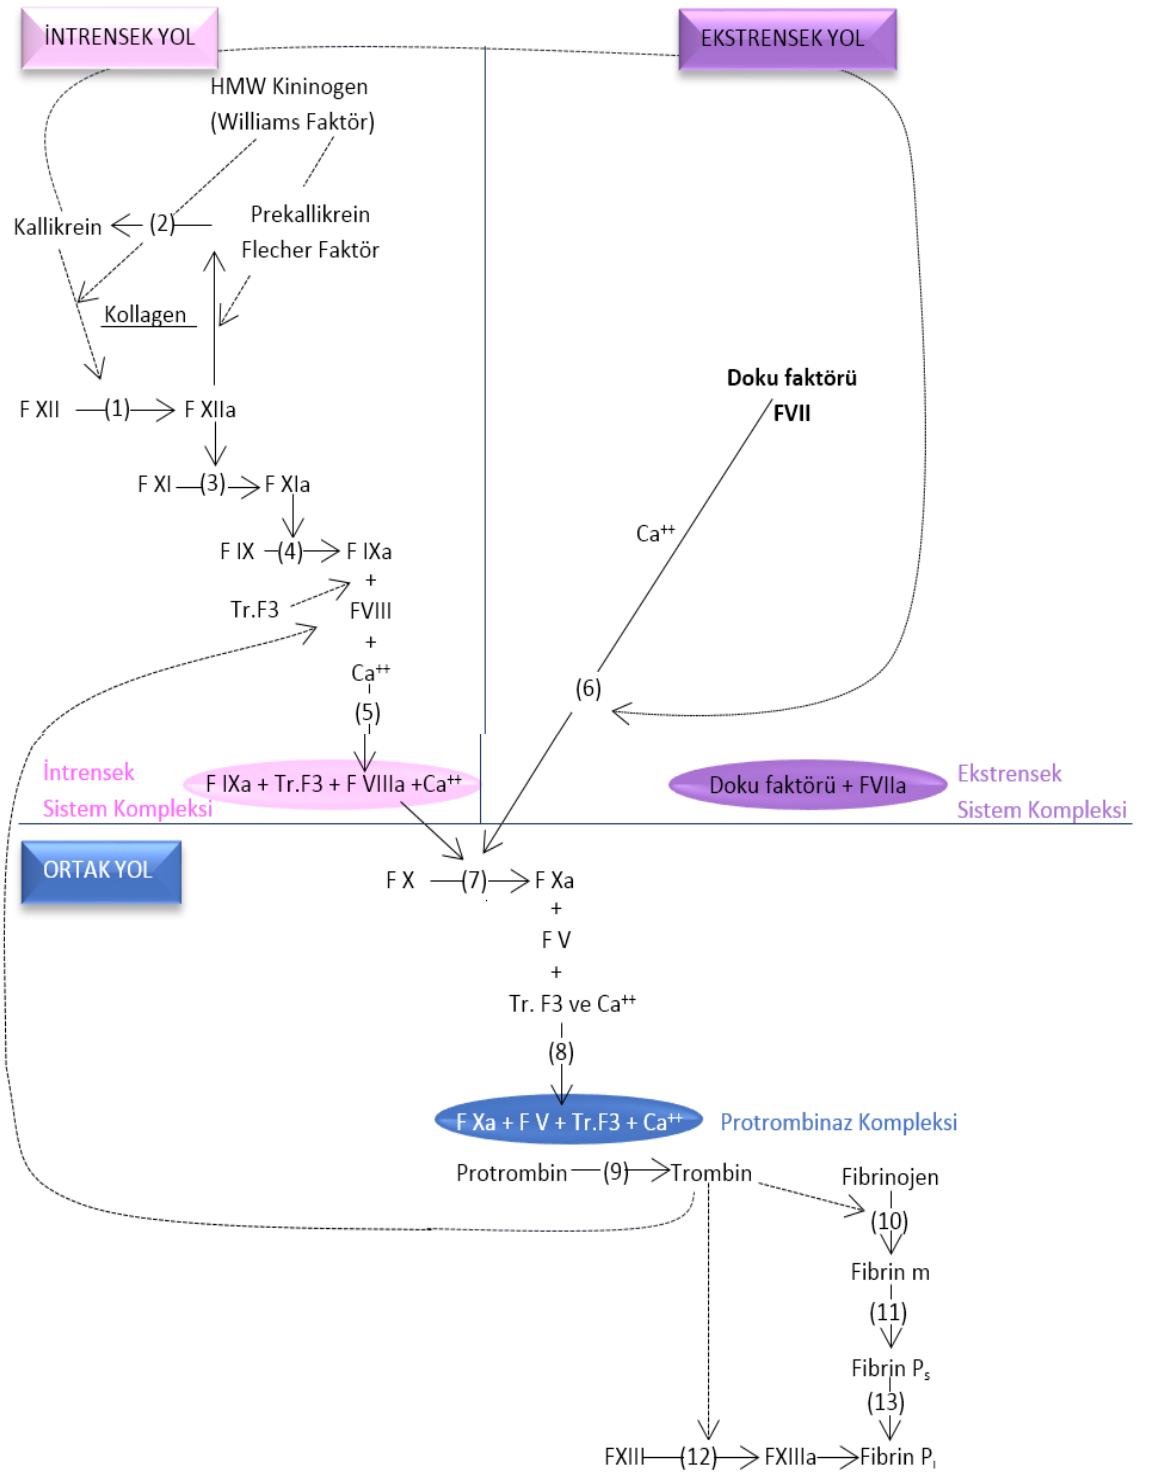 İNTRENSEK YOL
EKSTRENSEK YOL
HMW Kininogen
(Williams Faktör)
Kallikrein
(2)
Prekallikrein
Flecher Faktör
Kollagen
F XII
(1)
F XIIa
Doku faktörü
FVII
F XI
(3)
F XIa
Ca⁺⁺
F IX
(4)
F IXa
+
Tr.F3
FVIII
+
Ca⁺⁺
(5)
(6)
İntrensek
Sistem Kompleksi
F IXa + Tr.F3 + F VIIIa +Ca⁺⁺
Doku faktörü + FVIIa
Ekstrensek
Sistem Kompleksi
ORTAK YOL
F X
(7)
F Xa
+
F V
+
Tr. F3 ve Ca⁺⁺
(8)
F Xa + F V + Tr.F3 + Ca⁺⁺
Protrombinaz Kompleksi
Protrombin
(9)
Trombin
Fibrinojen
(10)
Fibrin m
(11)
Fibrin Pₛ
(13)
FXIII
(12)
FXIIIa
Fibrin Pₗ